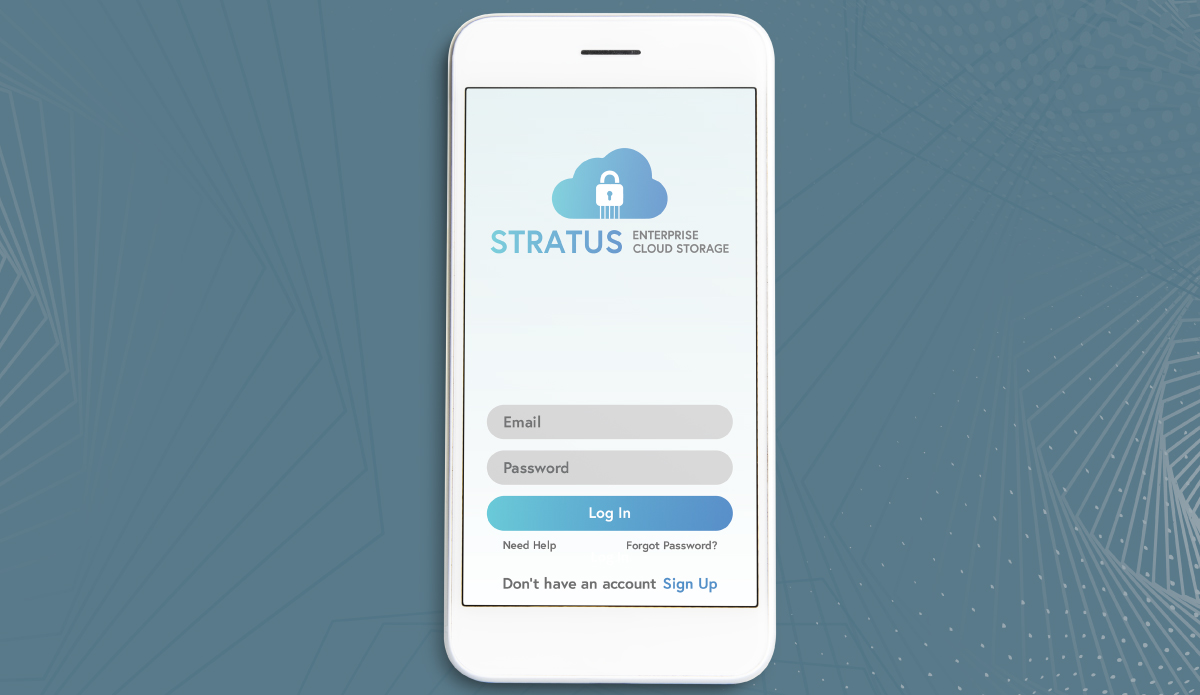 STRATUS
ENTERPRISE
CLOUD STORAGE
Email
Password
Log In
Need Help
Forgot Password?
Don't have an account Sign Up